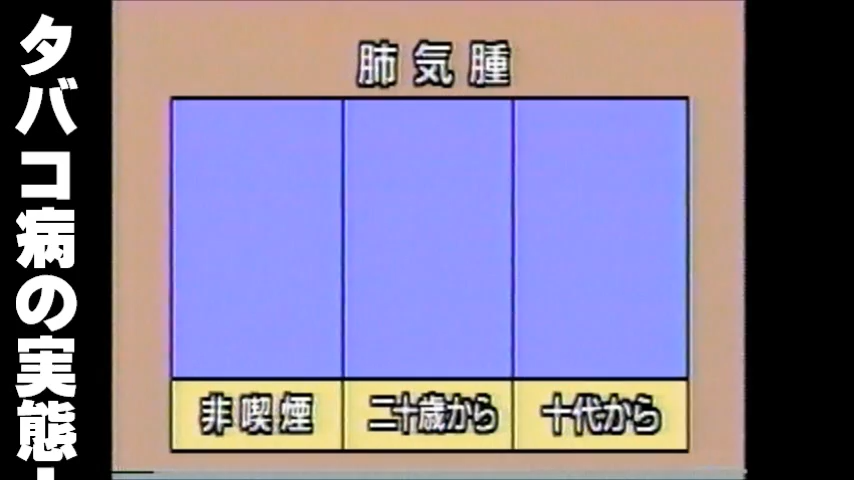 タバコ病の実態!
肺気腫
非喫煙
二十歳から
十代から